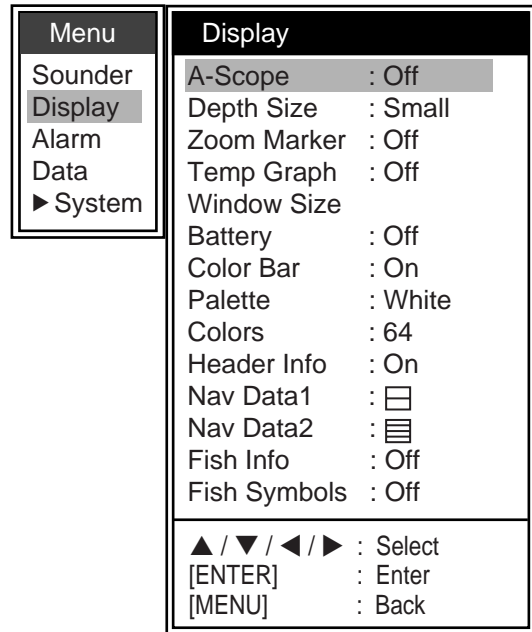 Menu
Sounder
Display
Alarm
Data
▶ System
Display
A-Scope : Off
Depth Size : Small
Zoom Marker : Off
Temp Graph : Off
Window Size
Battery : Off
Color Bar : On
Palette : White
Colors : 64
Header Info : On
Nav Data1 :
Nav Data2 :
Fish Info : Off
Fish Symbols : Off
▲ / ▼ / ◀ / ▶ : Select
[ENTER] : Enter
[MENU] : Back